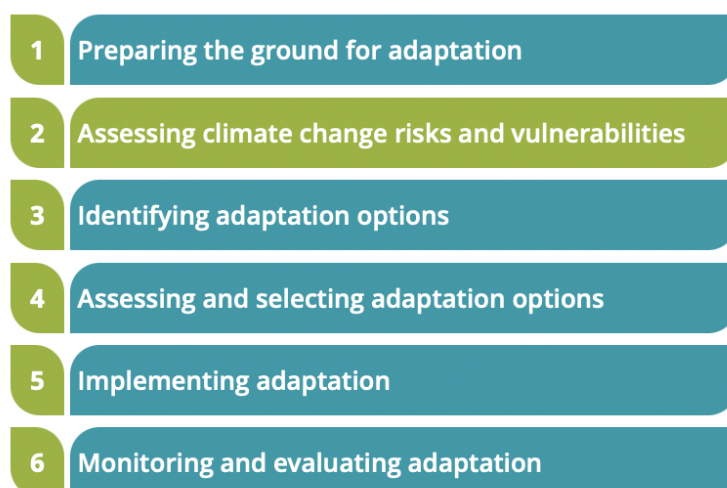 1 Preparing the ground for adaptation
2 Assessing climate change risks and vulnerabilities
3 Identifying adaptation options
4 Assessing and selecting adaptation options
5 Implementing adaptation
6 Monitoring and evaluating adaptation